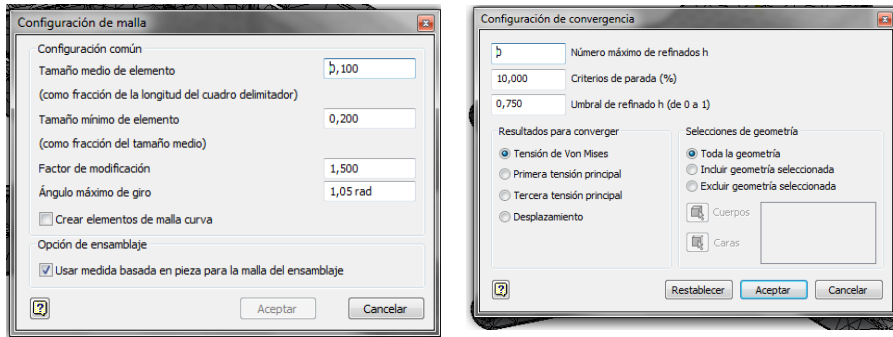 Configuración de malla
Configuración común
Tamaño medio de elemento
0,100
(como fracción de la longitud del cuadro delimitador)
Tamaño mínimo de elemento
0,200
(como fracción del tamaño medio)
Factor de modificación
1,500
Ángulo máximo de giro
1,05 rad
Crear elementos de malla curva
Opción de ensamblaje
Usar medida basada en pieza para la malla del ensamblaje
Aceptar
Cancelar
Configuración de convergencia
Número máximo de refinados h
10,000
Criterios de parada (%)
0,750
Umbral de refinado h (de 0 a 1)
Resultados para converger
Tensión de Von Mises
Primera tensión principal
Tercera tensión principal
Desplazamiento
Selecciones de geometría
Toda la geometría
Incluir geometría seleccionada
Excluir geometría seleccionada
Cuerpos
Caras
Restablecer
Aceptar
Cancelar